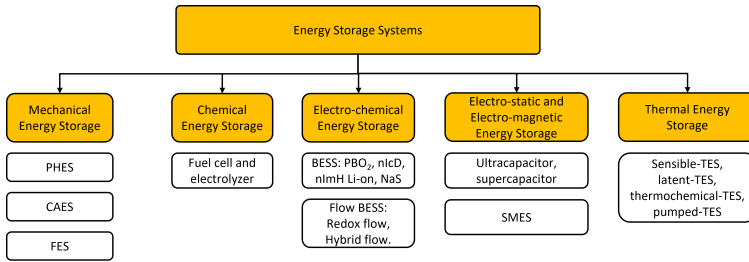 Energy Storage Systems
Mechanical
Energy Storage
PHES
CAES
FES
Chemical
Energy Storage
Fuel cell and
electrolyzer
Electro-chemical
Energy Storage
BESS: PBO₂, nIcD,
nImH Li-on, NaS
Flow BESS:
Redox flow,
Hybrid flow.
Electro-static and
Electro-magnetic
Energy Storage
Ultracapacitor,
supercapacitor
SMES
Thermal Energy
Storage
Sensible-TES,
latent-TES,
thermochemical-TES,
pumped-TES